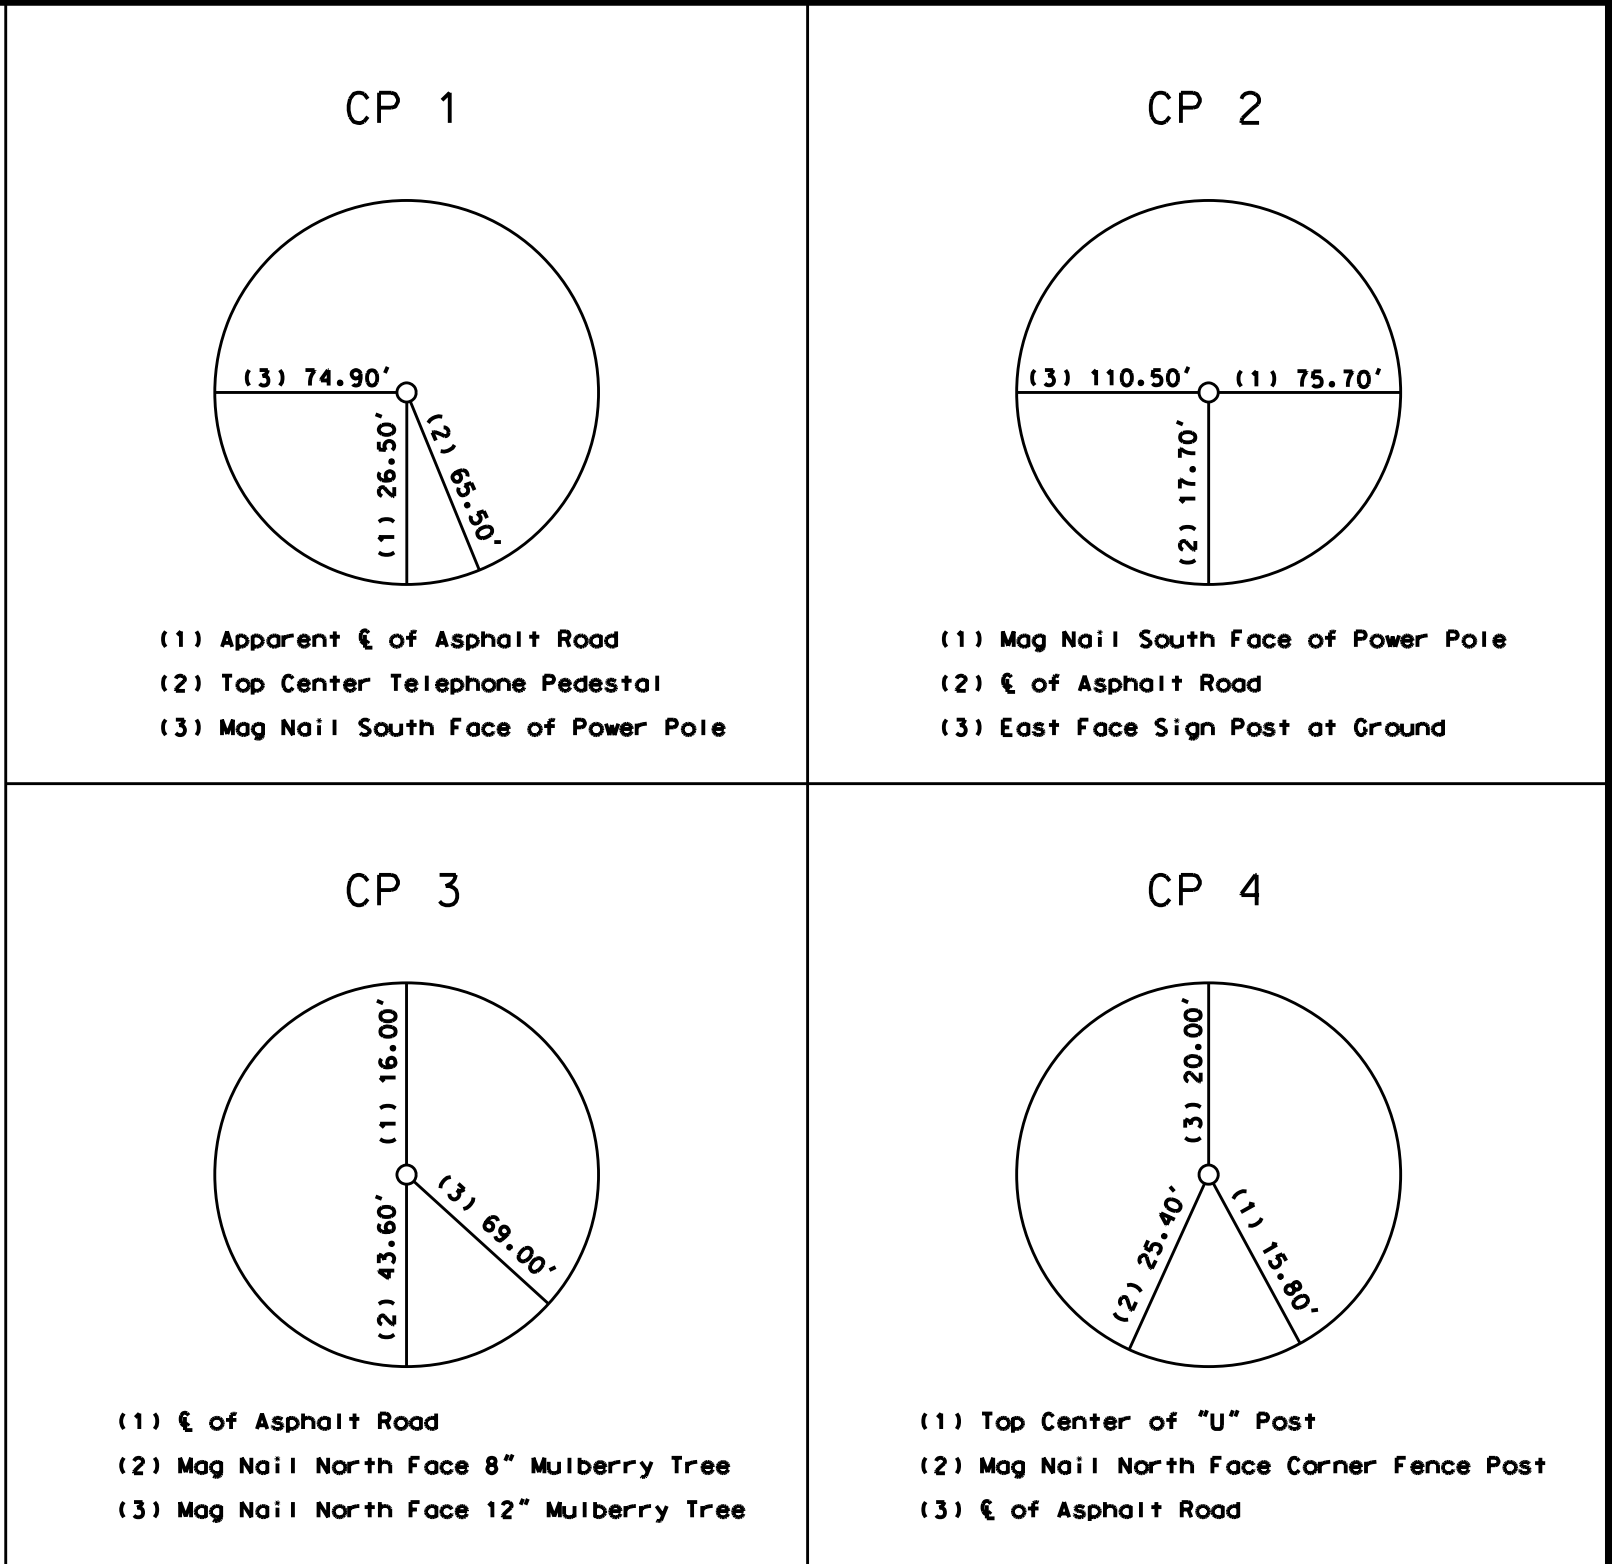 CP 1
(3) 74.90'
(1) 26.50'
(2) 65.50'
(1) Apparent ℄ of Asphalt Road
(2) Top Center Telephone Pedestal
(3) Mag Nail South Face of Power Pole
CP 2
(3) 110.50'
(1) 75.70'
(2) 17.70'
(1) Mag Nail South Face of Power Pole
(2) ℄ of Asphalt Road
(3) East Face Sign Post at Ground
CP 3
(1) 16.00'
(3) 69.00'
(2) 43.60'
(1) ℄ of Asphalt Road
(2) Mag Nail North Face 8" Mulberry Tree
(3) Mag Nail North Face 12" Mulberry Tree
CP 4
(3) 20.00'
(2) 25.40'
(1) 15.80'
(1) Top Center of "U" Post
(2) Mag Nail North Face Corner Fence Post
(3) ℄ of Asphalt Road